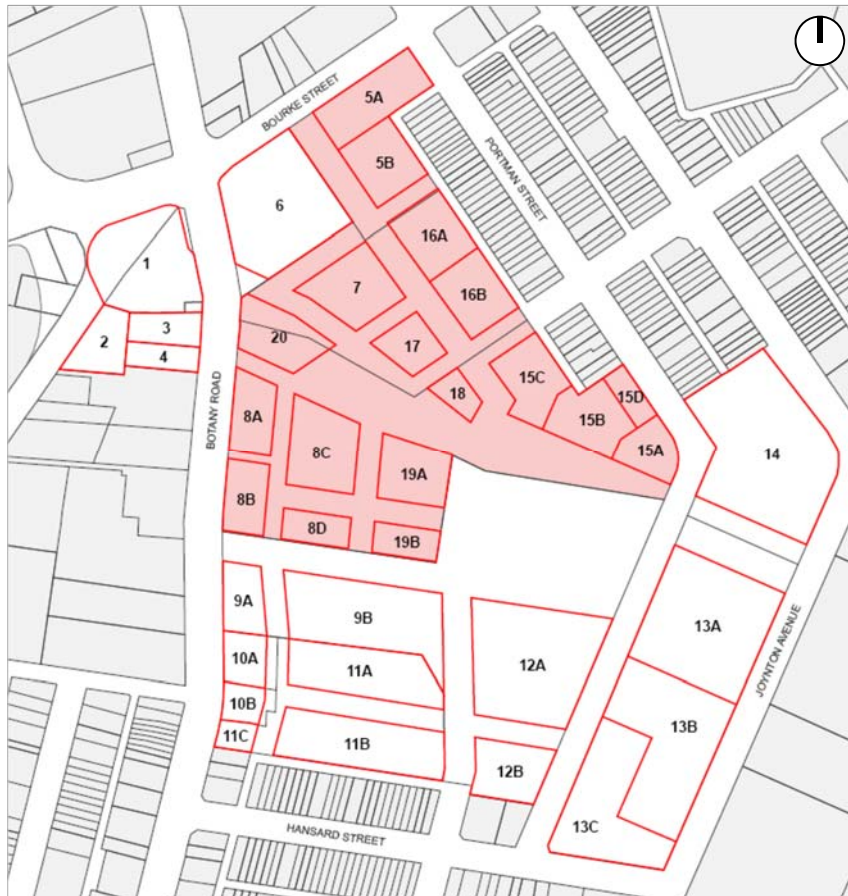 BOURKE STREET
5A
5B
PORTMAN STREET
6
16A
1
7
16B
3
20
17
2
4
15C
18
15D
BOTANY ROAD
8A
15B
15A
8C
14
19A
8B
8D
19B
9A
9B
JOYNTON AVENUE
13A
10A
11A
12A
10B
13B
11C
11B
12B
HANSARD STREET
13C